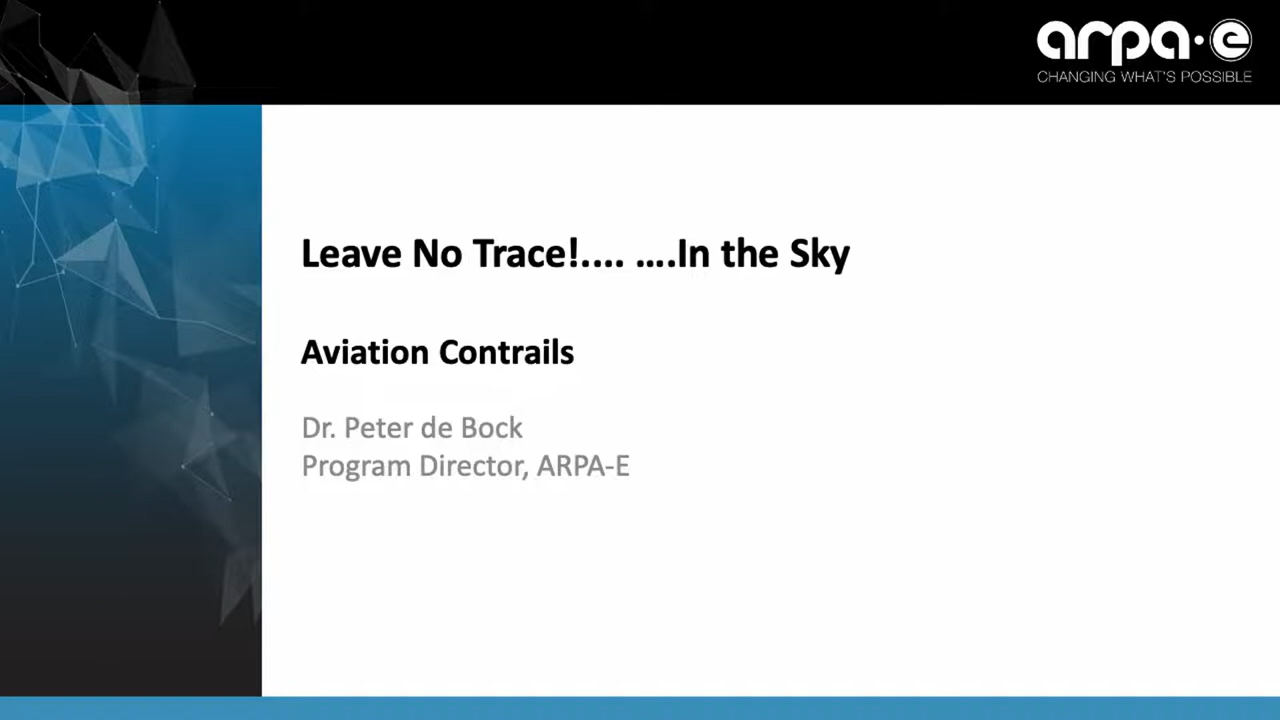 arpa·e
CHANGING WHAT'S POSSIBLE
Leave No Trace!.... ….In the Sky
Aviation Contrails
Dr. Peter de Bock
Program Director, ARPA-E